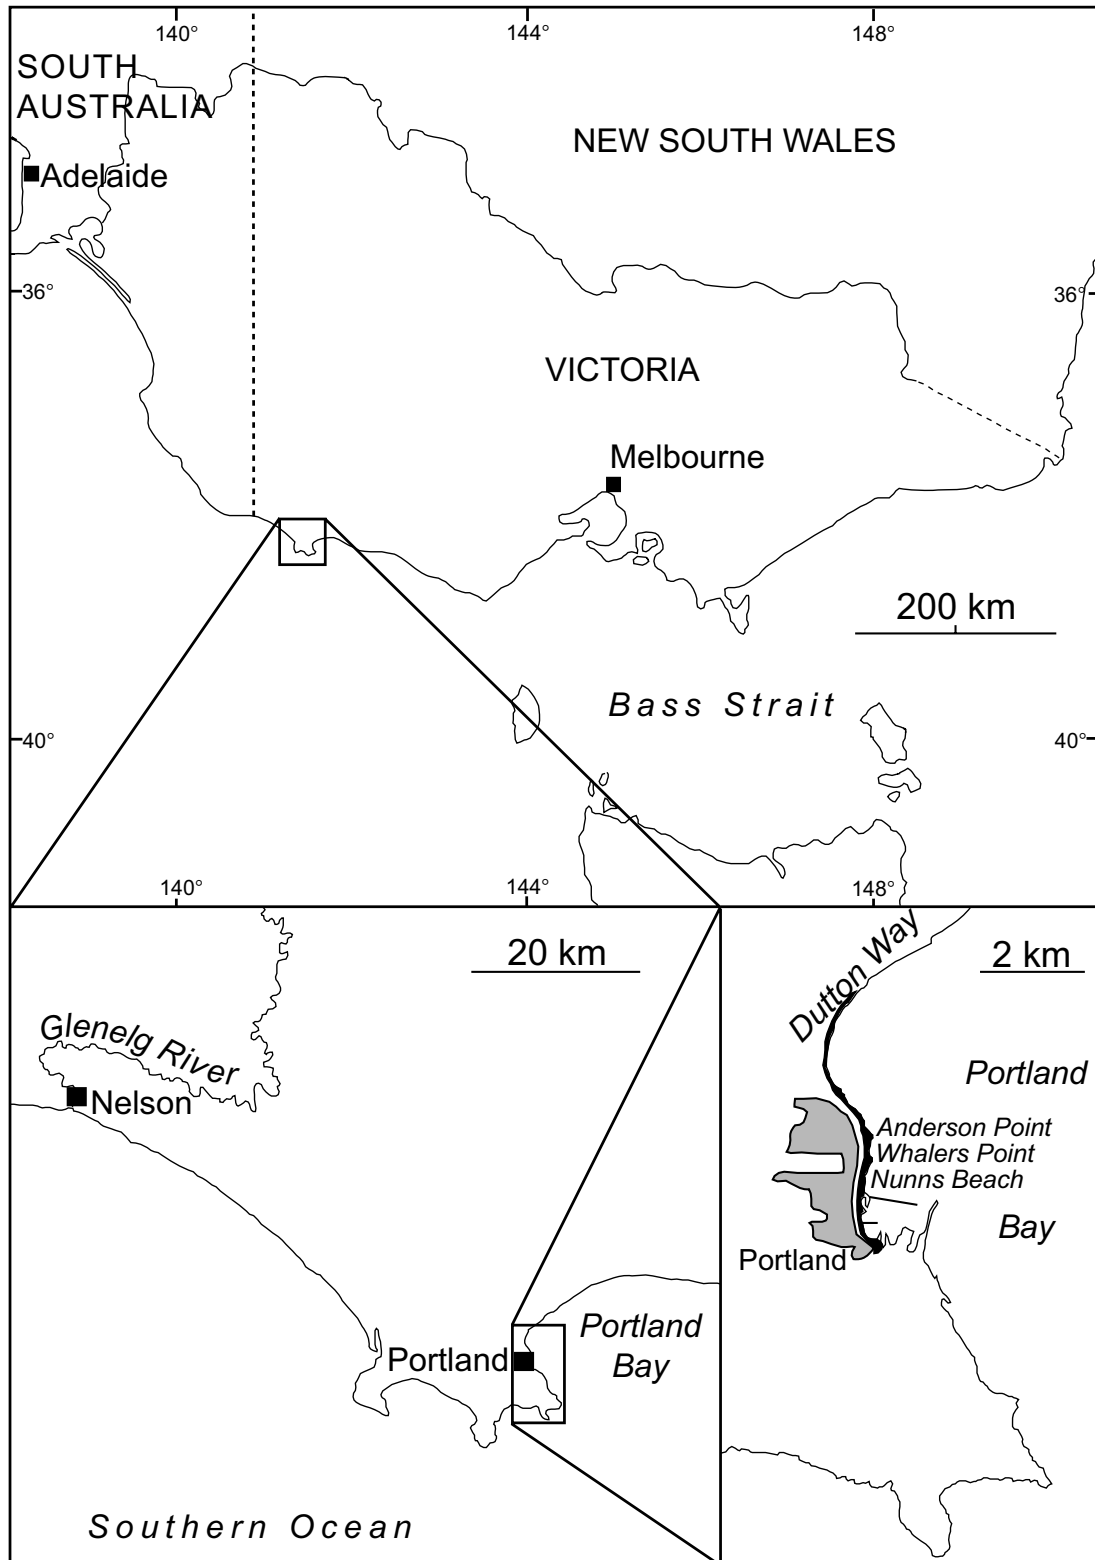 140°
144°
148°
SOUTH
AUSTRALIA
NEW SOUTH WALES
Adelaide
36°
36°
VICTORIA
Melbourne
200 km
Bass Strait
40°
40°
140°
144°
148°
20 km
Glenelg River
Nelson
Portland
Portland
Bay
Southern Ocean
Dutton Way
2 km
Portland
Anderson Point
Whalers Point
Nunns Beach
Bay
Portland